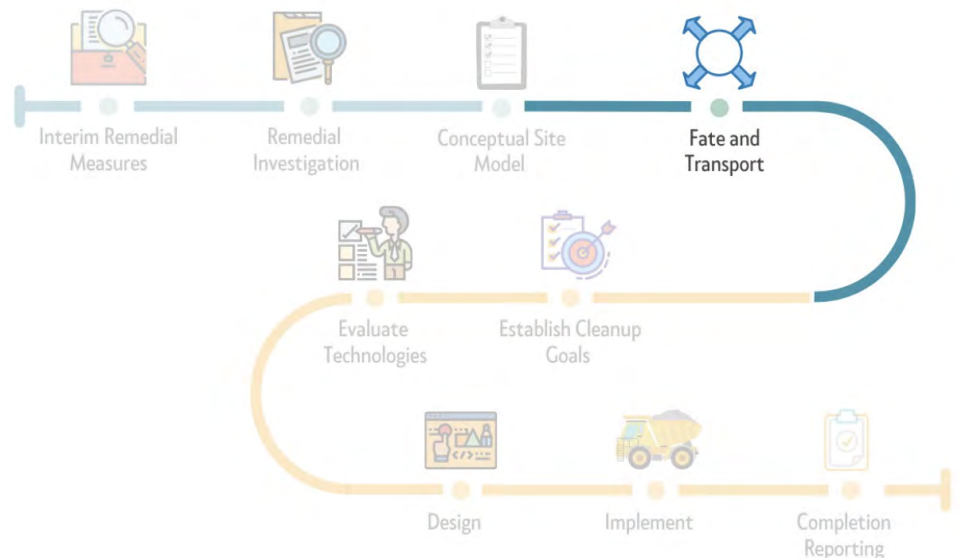 Interim Remedial
Measures
Remedial
Investigation
Conceptual Site
Model
Fate and
Transport
Evaluate
Technologies
Establish Cleanup
Goals
Design
Implement
Completion
Reporting